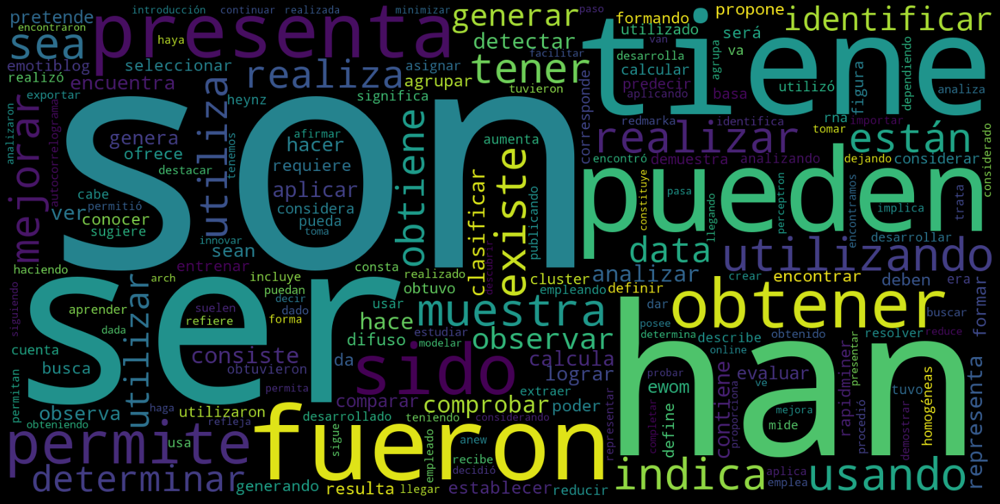 introducción
continuar
realizada
minimizar
paso
pretende
encontraron
presenta
generar
formando
propone
identificar
sea
haya
detectar
utilizado
será
tiene
emotiblog
seleccionar
realiza
asignar
facilitar
tener
van
desarrolla
va
realizó
encuentra
agrupar
calcular
agrupa
dependiendo
exportar
utiliza
heynz
significa
tuvieron
corresponde
predecir
aplicando
basa
utilizó
analiza
analizaron
mejorar
autocorrelograma
son
obtiene
redmarka
identifica
rna
figura
importar
tomar
genera
afirmar
hacer
aumenta
realizar
están
considerado
ofrece
tenemos
requiere
existe
encontró
demuestra
analizando
dejando
considerar
destacar
aplicar
clasificar
pueden
encontramos
trata
cabe
considera
publicando
constituye
pasa
perceptron
implica
permitió
ver
conocer
pueda
sugiere
toma
llegando
innovar
sean
descubrir
data
desarrollar
entrenar
utilizando
haciendo
consta
realizado
cluster
analizar
crear
encontrar
deben
era
arch
incluye
puedan
obtuvo
empleando
definir
siguiendo
aprender
ser
utilizar
suelen
decir
usar
muestra
dar
obtener
buscar
formar
refiere
dado
forma
hace
posee
dada
estudiar
determina
describe
obtenido
resolver
reduce
difuso
modelar
observar
online
cuenta
consiste
sido
da
calcula
han
presentar
busca
obtuvieron
lograr
probar
ewom
contiene
evaluar
rapidminer
tuvo
homogéneas
representa
permitan
permita
extraer
ve
comparar
comprobar
poder
proporciona
procedió
demostrar
observa
haga
utilizaron
fueron
desarrollado
teniendo
considerando
representar
completar
define
mejora
obteniendo
refleja
mide
permite
usa
sigue
empleado
anew
recibe
decidió
determinar
generando
resulta
llegar
establecer
reducir
indica
aplica
emplea
usando